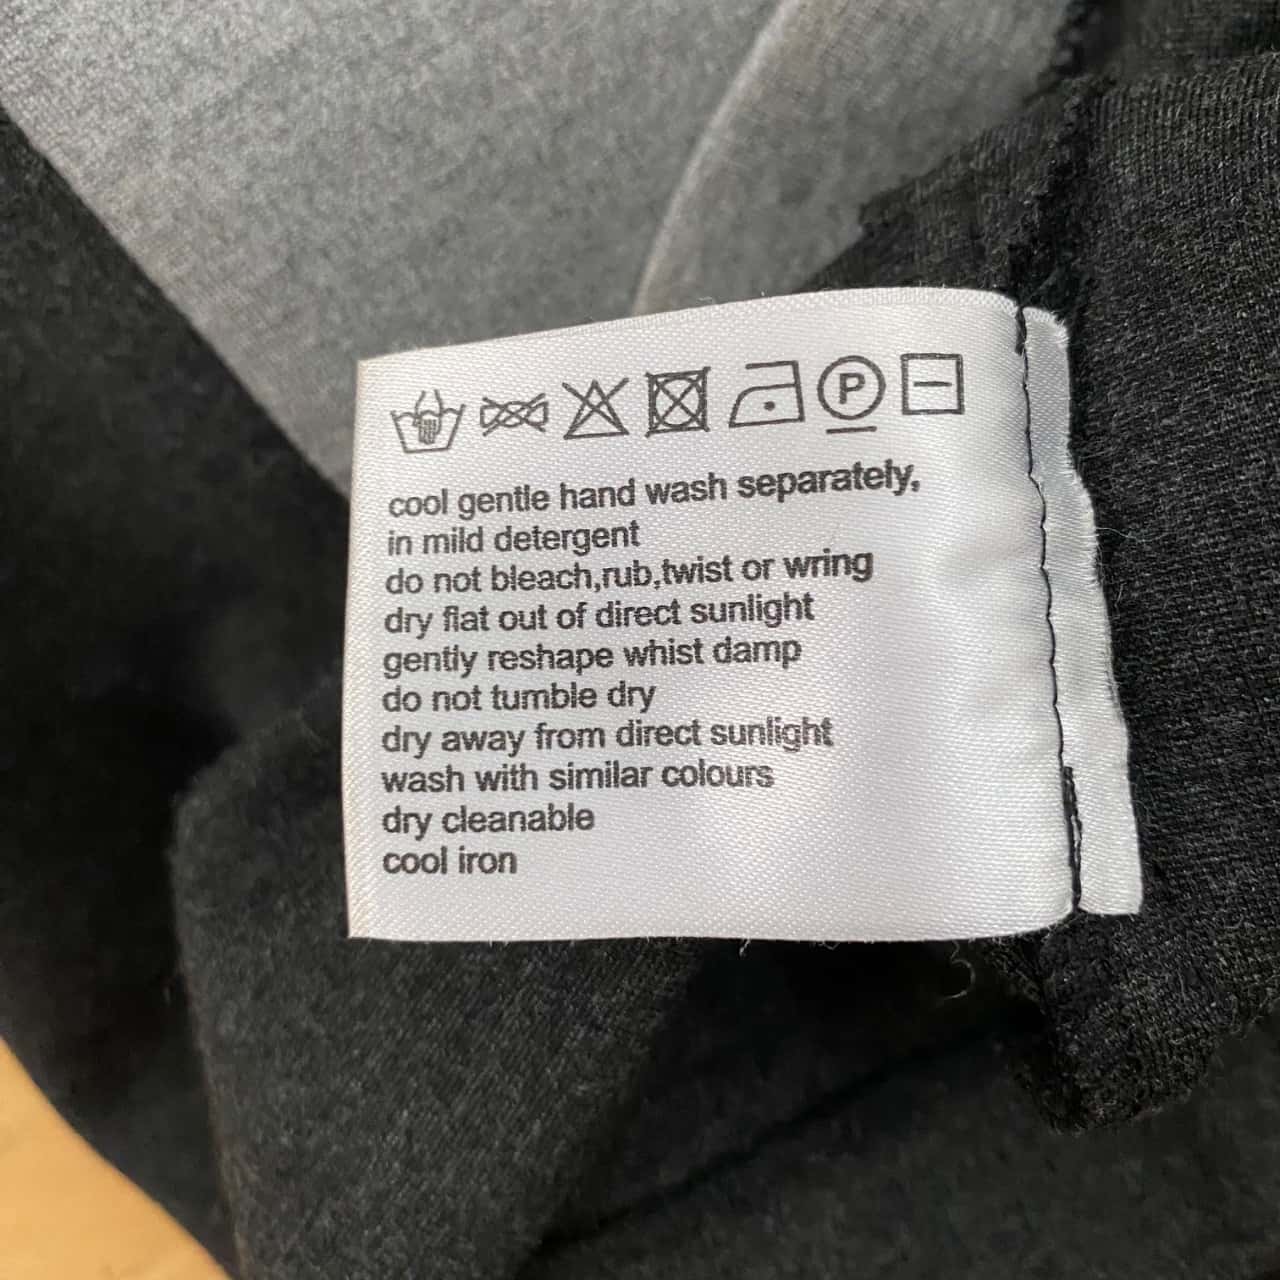 P
cool gentle hand wash separately,
in mild detergent
do not bleach,rub,twist or wring
dry flat out of direct sunlight
gently reshape whist damp
do not tumble dry
dry away from direct sunlight
wash with similar colours
dry cleanable
cool iron